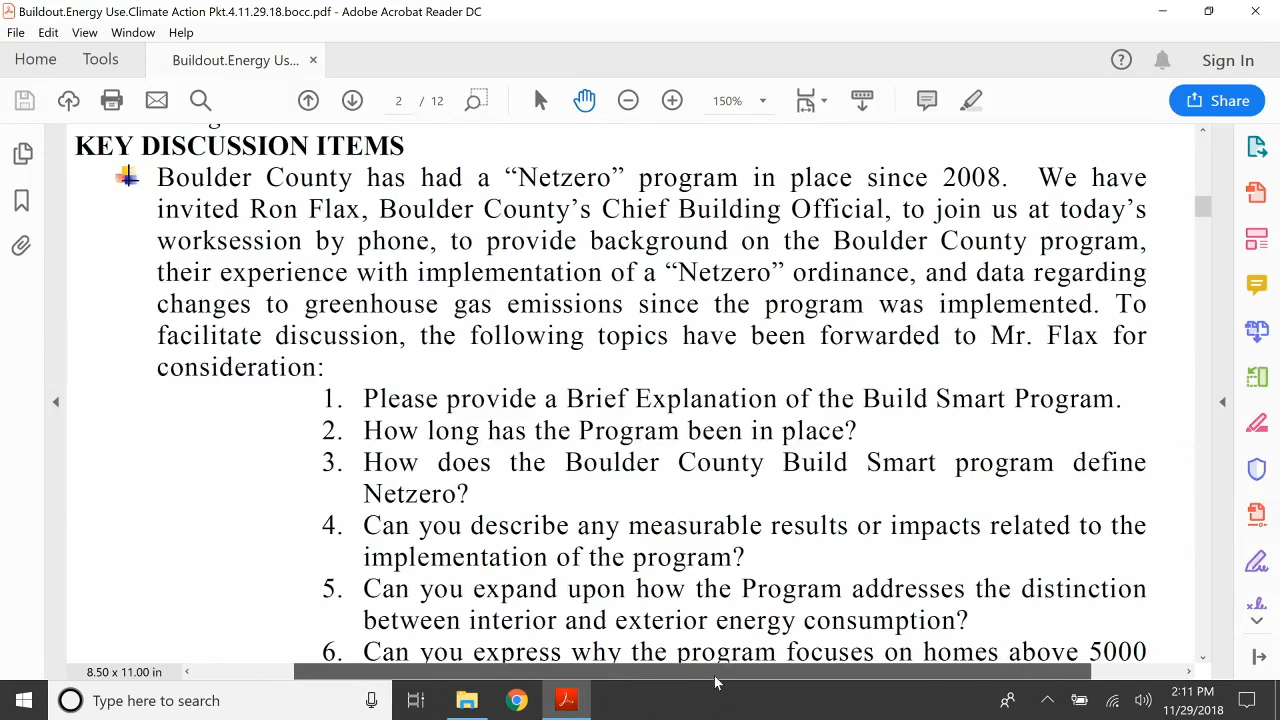 Buildout.Energy Use.Climate Action Pkt.4.11.29.18.bocc.pdf - Adobe Acrobat Reader DC
File Edit View Window Help
Home Tools Buildout.Energy Us... × Sign In
2 / 12 150% Share
KEY DISCUSSION ITEMS
Boulder County has had a “Netzero” program in place since 2008. We have
invited Ron Flax, Boulder County’s Chief Building Official, to join us at today’s
worksession by phone, to provide background on the Boulder County program,
their experience with implementation of a “Netzero” ordinance, and data regarding
changes to greenhouse gas emissions since the program was implemented. To
facilitate discussion, the following topics have been forwarded to Mr. Flax for
consideration:
1. Please provide a Brief Explanation of the Build Smart Program.
2. How long has the Program been in place?
3. How does the Boulder County Build Smart program define
Netzero?
4. Can you describe any measurable results or impacts related to the
implementation of the program?
5. Can you expand upon how the Program addresses the distinction
between interior and exterior energy consumption?
6. Can you express why the program focuses on homes above 5000
8.50 x 11.00 in
Type here to search
2:11 PM
11/29/2018